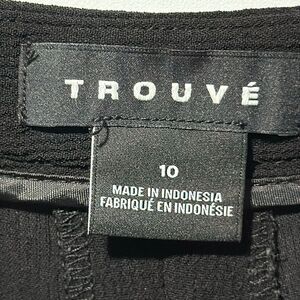 TROUVÉ
10
MADE IN INDONESIA
FABRIQUÉ EN INDONÉSIE